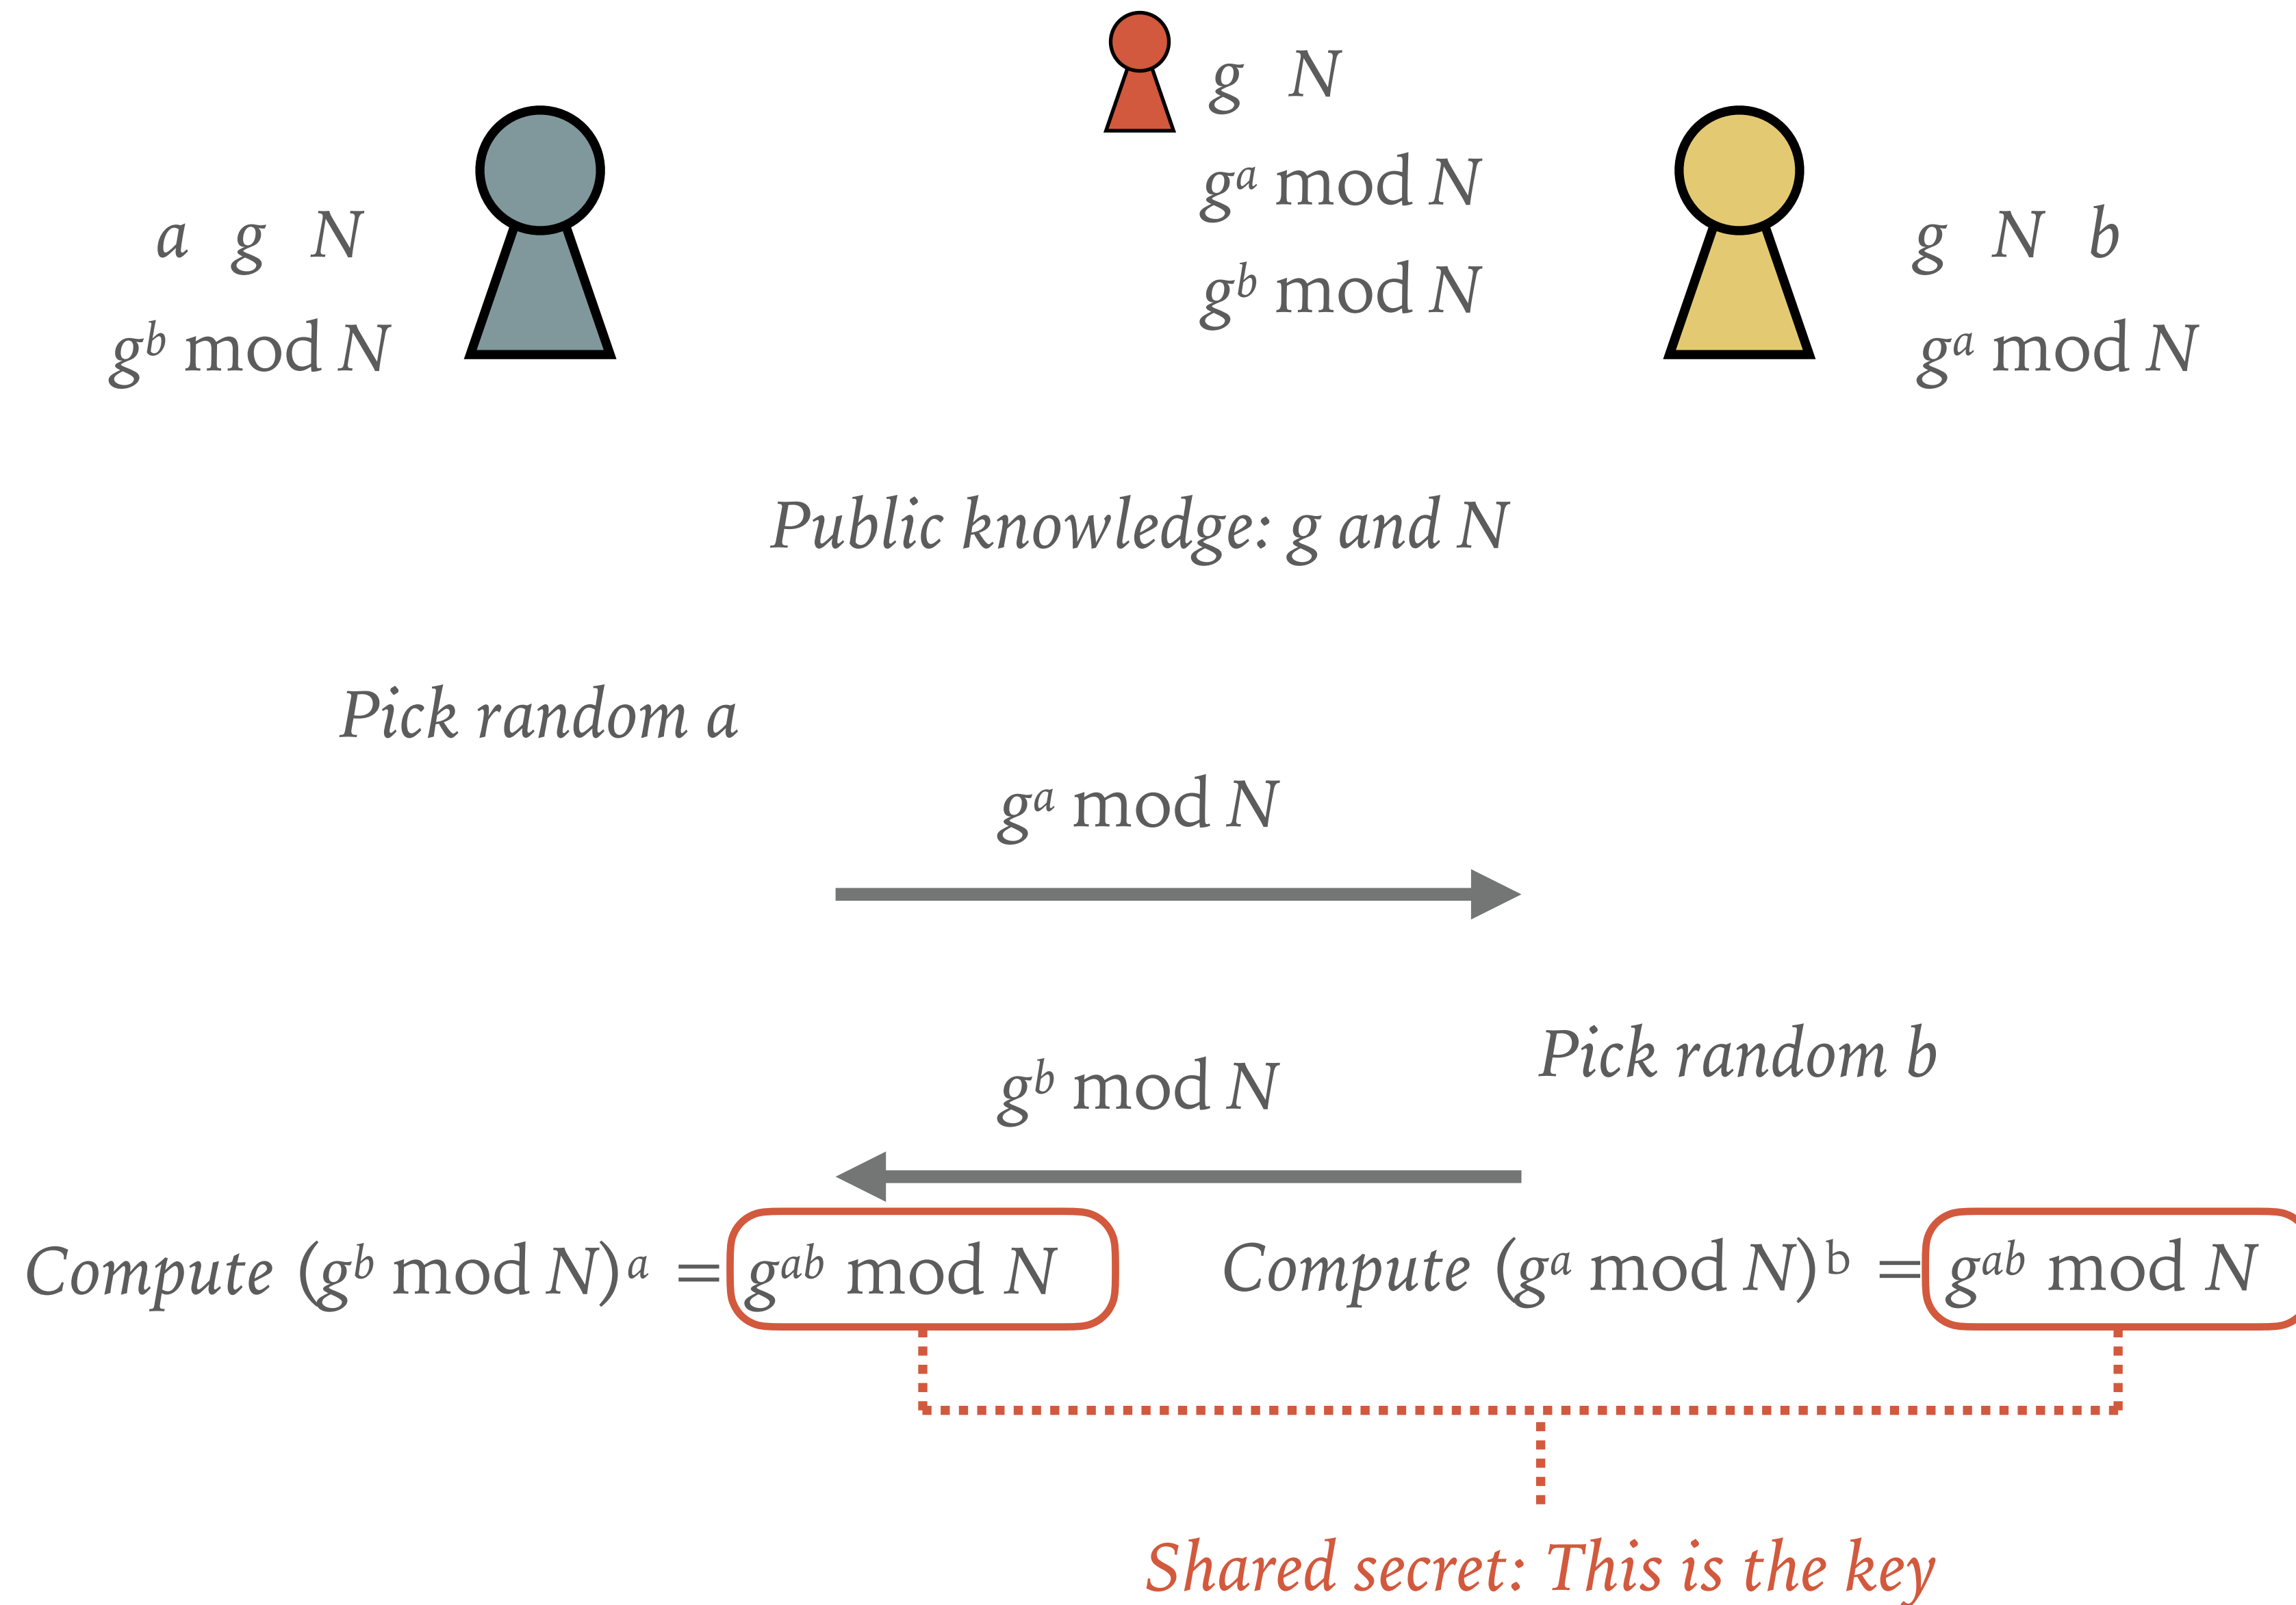 g N
gᵃ mod N
gᵇ mod N
a g N
gᵇ mod N
g N b
gᵃ mod N
Public knowledge: g and N
Pick random a
gᵃ mod N
Pick random b
gᵇ mod N
Compute (gᵇ mod N)ᵃ = gᵃᵇ mod N
Compute (gᵃ mod N)ᵇ = gᵃᵇ mod N
Shared secret: This is the key